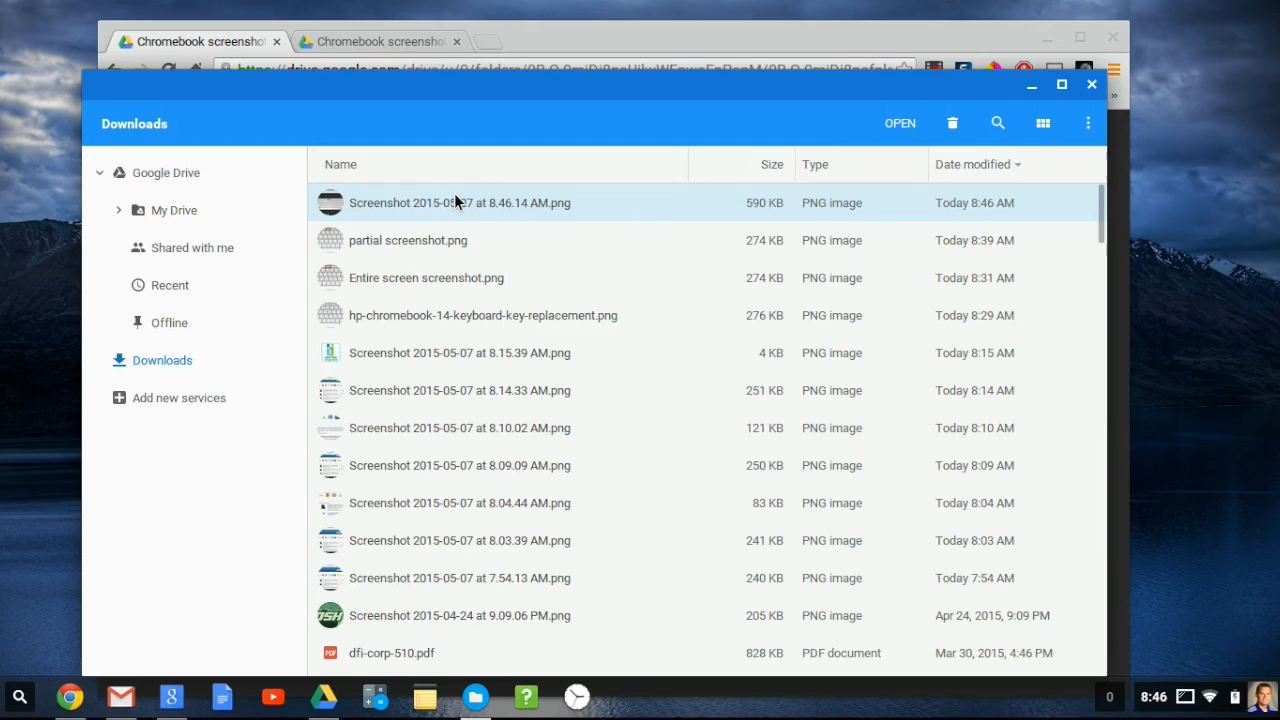 Chromebook screenshot
Chromebook screenshot
Downloads
OPEN
Google Drive
My Drive
Shared with me
Recent
Offline
Downloads
Add new services
Name Size Type Date modified
Screenshot 2015-05-07 at 8.46.14 AM.png 590 KB PNG image Today 8:46 AM
partial screenshot.png 274 KB PNG image Today 8:39 AM
Entire screen screenshot.png 274 KB PNG image Today 8:31 AM
hp-chromebook-14-keyboard-key-replacement.png 276 KB PNG image Today 8:29 AM
Screenshot 2015-05-07 at 8.15.39 AM.png 4 KB PNG image Today 8:15 AM
Screenshot 2015-05-07 at 8.14.33 AM.png 251 KB PNG image Today 8:14 AM
Screenshot 2015-05-07 at 8.10.02 AM.png 121 KB PNG image Today 8:10 AM
Screenshot 2015-05-07 at 8.09.09 AM.png 250 KB PNG image Today 8:09 AM
Screenshot 2015-05-07 at 8.04.44 AM.png 83 KB PNG image Today 8:04 AM
Screenshot 2015-05-07 at 8.03.39 AM.png 241 KB PNG image Today 8:03 AM
Screenshot 2015-05-07 at 7.54.13 AM.png 240 KB PNG image Today 7:54 AM
OSH Screenshot 2015-04-24 at 9.09.06 PM.png 205 KB PNG image Apr 24, 2015, 9:09 PM
PDF dfi-corp-510.pdf 828 KB PDF document Mar 30, 2015, 4:46 PM
0 8:46